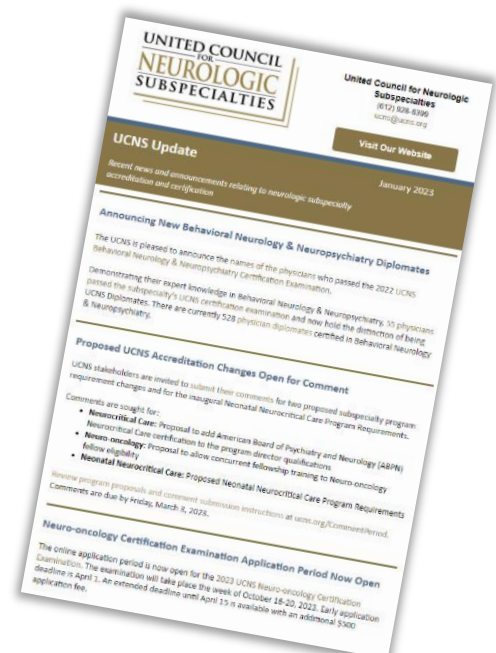 UNITED COUNCIL
FOR
NEUROLOGIC
SUBSPECIALTIES
United Council for Neurologic
Subspecialties
(612) 928-6399
ucns@ucns.org
Visit Our Website
UCNS Update
January 2023
Recent news and announcements relating to neurologic subspecialty
accreditation and certification
Announcing New Behavioral Neurology & Neuropsychiatry Diplomates
The UCNS is pleased to announce the names of the physicians who passed the 2022 UCNS
Behavioral Neurology & Neuropsychiatry Certification Examination.
Demonstrating their expert knowledge in Behavioral Neurology & Neuropsychiatry, 55 physicians
passed the subspecialty's UCNS certification examination and now hold the distinction of being
UCNS Diplomates. There are currently 528 physician diplomates certified in Behavioral Neurology
& Neuropsychiatry.
Proposed UCNS Accreditation Changes Open for Comment
UCNS stakeholders are invited to submit their comments for two proposed subspecialty program
requirement changes and for the inaugural Neonatal Neurocritical Care Program Requirements.
Comments are sought for:
• Neurocritical Care: Proposal to add American Board of Psychiatry and Neurology (ABPN)
Neurocritical Care certification to the program director qualifications
• Neuro-oncology: Proposal to allow concurrent fellowship training to Neuro-oncology
fellow eligibility
• Neonatal Neurocritical Care: Proposed Neonatal Neurocritical Care Program Requirements
Review program proposals and comment submission instructions at ucns.org/CommentPeriod.
Comments are due by Friday, March 3, 2023.
Neuro-oncology Certification Examination Application Period Now Open
The online application period is now open for the 2023 UCNS Neuro-oncology Certification
Examination. The examination will take place the week of October 16-20, 2023. Early application
deadline is April 1. An extended deadline until April 15 is available with an additional $500
application fee.